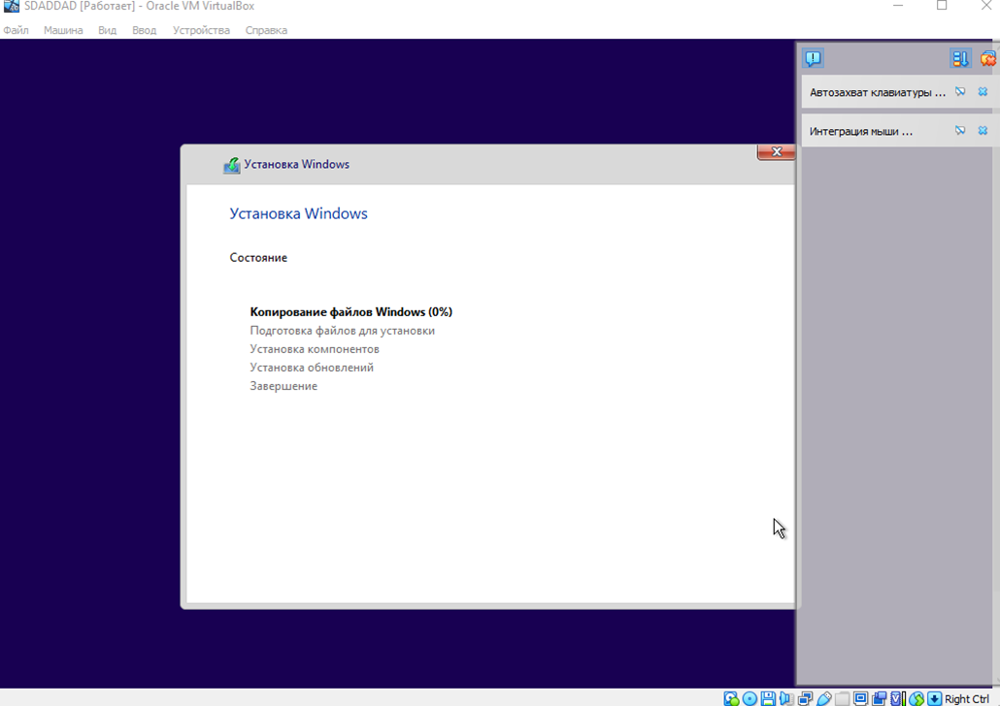 SDADDAD [Работает] - Oracle VM VirtualBox
Файл Машина Вид Ввод Устройства Справка
Автозахват клавиатуры ...
Интеграция мыши ...
Установка Windows
Установка Windows
Состояние
Копирование файлов Windows (0%)
Подготовка файлов для установки
Установка компонентов
Установка обновлений
Завершение
Right Ctrl